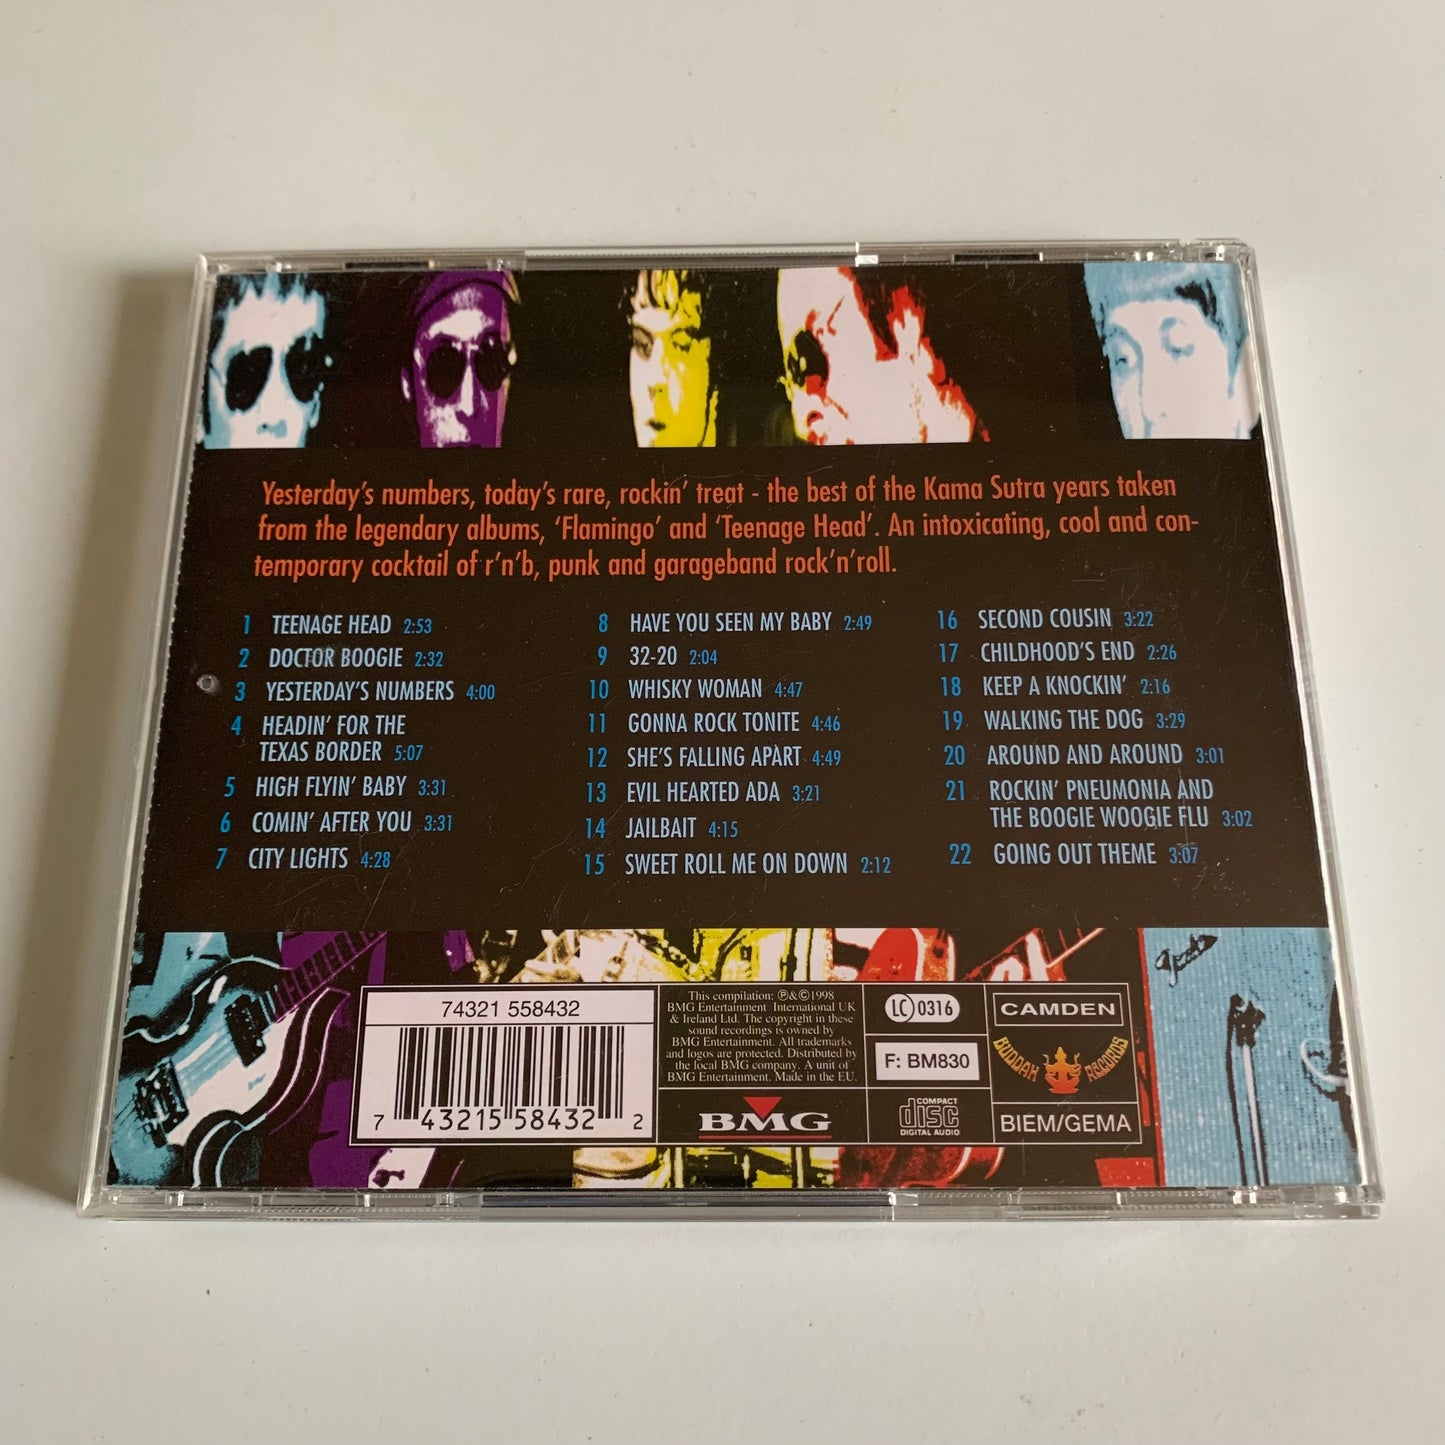 Yesterday's numbers, today's rare, rockin' treat - the best of the Kama Sutra years taken
from the legendary albums, 'Flamingo' and 'Teenage Head'. An intoxicating, cool and con-
temporary cocktail of r'n'b, punk and garageband rock'n'roll.
1 TEENAGE HEAD 2:53
2 DOCTOR BOOGIE 2:32
3 YESTERDAY'S NUMBERS 4:00
4 HEADIN' FOR THE
TEXAS BORDER 5:07
5 HIGH FLYIN' BABY 3:31
6 COMIN' AFTER YOU 3:31
7 CITY LIGHTS 4:28
8 HAVE YOU SEEN MY BABY 2:49
9 32-20 2:04
10 WHISKY WOMAN 4:47
11 GONNA ROCK TONITE 4:46
12 SHE'S FALLING APART 4:49
13 EVIL HEARTED ADA 3:21
14 JAILBAIT 4:15
15 SWEET ROLL ME ON DOWN 2:12
16 SECOND COUSIN 3:22
17 CHILDHOOD'S END 2:26
18 KEEP A KNOCKIN' 2:16
19 WALKING THE DOG 3:29
20 AROUND AND AROUND 3:01
21 ROCKIN' PNEUMONIA AND
THE BOOGIE WOOGIE FLU 3:02
22 GOING OUT THEME 3:07
74321 558432
7 43215 58432 2
This compilation: ℗&©1998
BMG Entertainment International UK
& Ireland Ltd. The copyright in these
sound recordings is owned by
BMG Entertainment. All trademarks
and logos are protected. Distributed by
the local BMG company. A unit of
BMG Entertainment. Made in the EU.
BMG
LC 0316
F: BM830
COMPACT
disc
DIGITAL AUDIO
CAMDEN
BUDDAH RECORDS
BIEM/GEMA